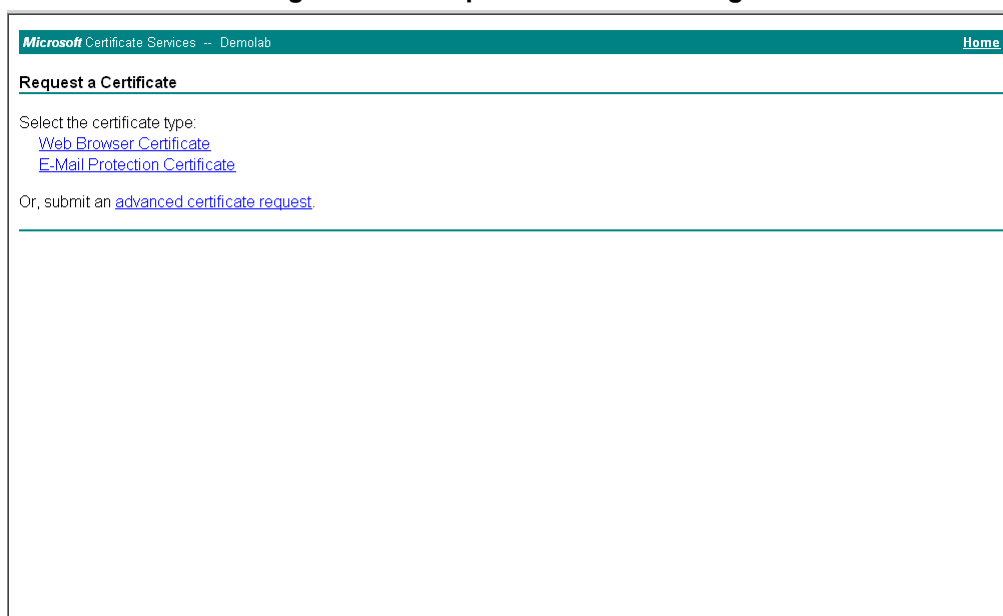 Microsoft Certificate Services -- Demolab Home
Request a Certificate
Select the certificate type:
Web Browser Certificate
E-Mail Protection Certificate
Or, submit an advanced certificate request.